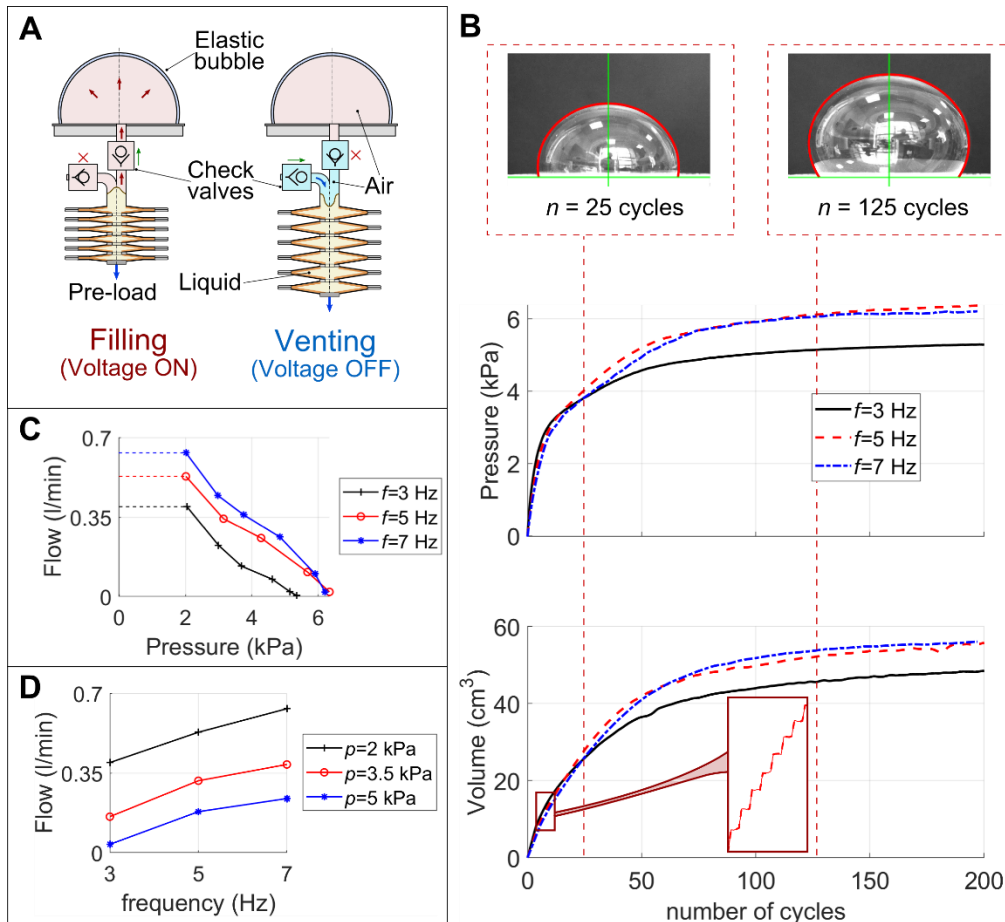 A
Elastic
bubble
Check
valves
Air
Liquid
Pre-load
Filling
(Voltage ON)
Venting
(Voltage OFF)
B
n = 25 cycles
n = 125 cycles
Pressure (kPa)
6
4
2
0
f=3 Hz
f=5 Hz
f=7 Hz
Volume (cm³)
60
40
20
0
0 50 100 150 200
number of cycles
C
Flow (l/min)
0.7
0.35
0
0 2 4 6
Pressure (kPa)
f=3 Hz
f=5 Hz
f=7 Hz
D
Flow (l/min)
0.7
0.35
0
3 5 7
frequency (Hz)
p=2 kPa
p=3.5 kPa
p=5 kPa